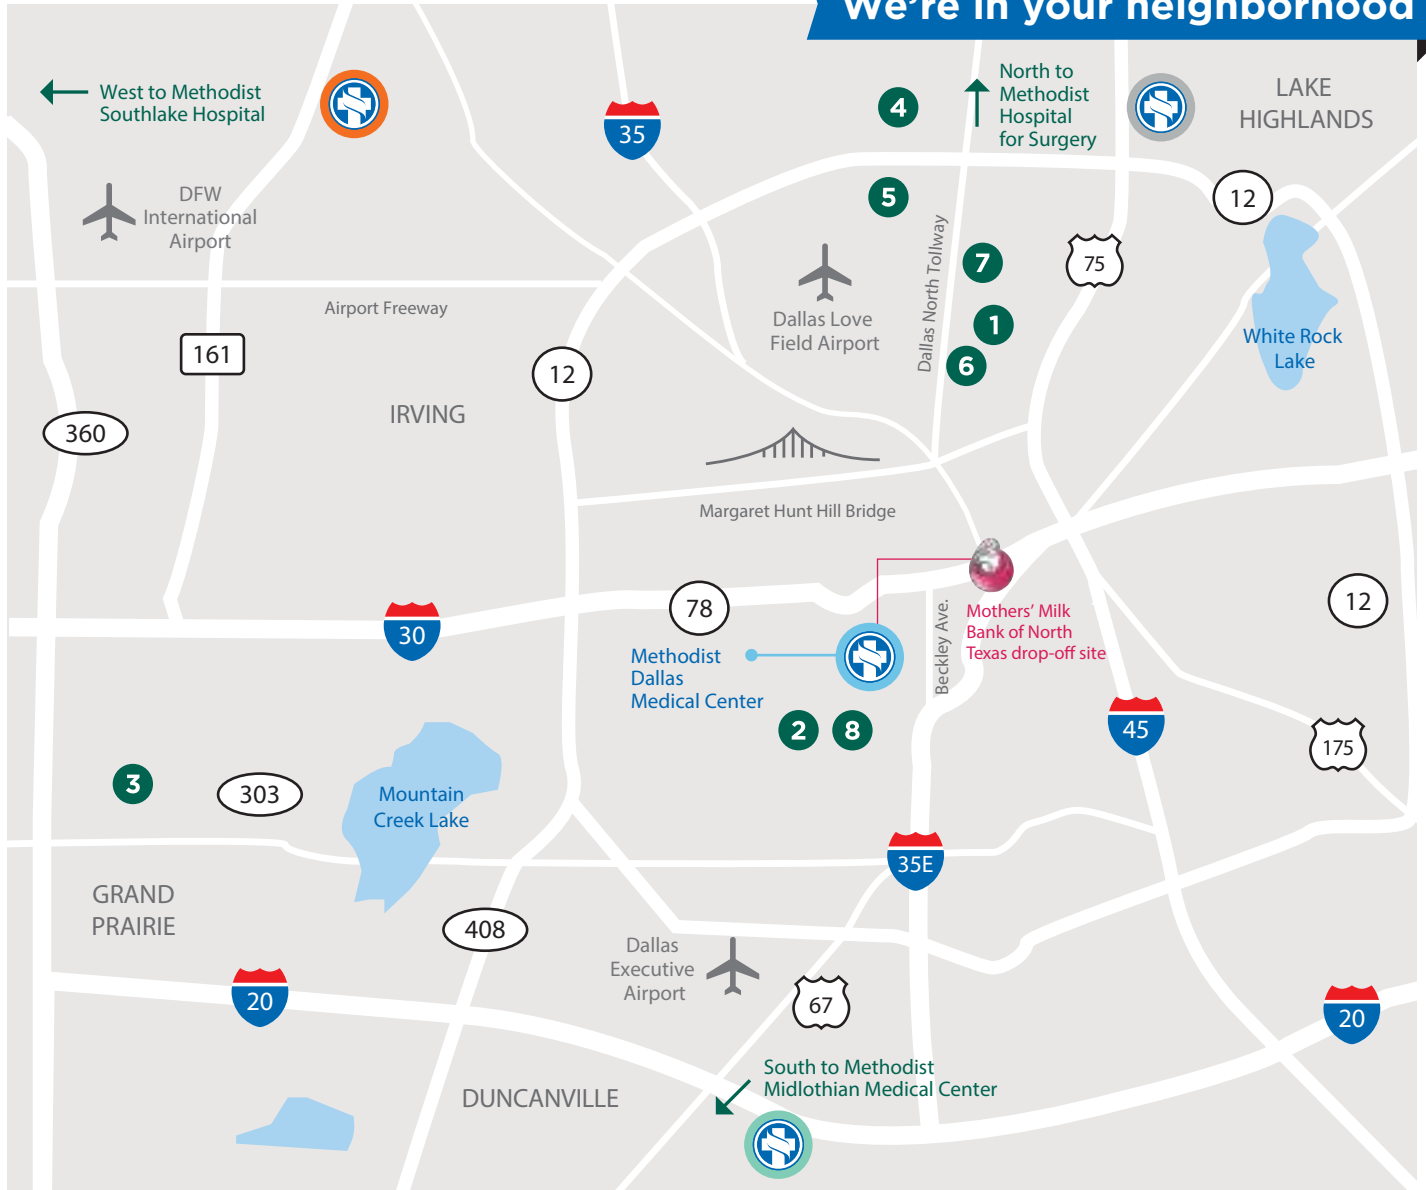 We're in your neighborhood
West to Methodist
Southlake Hospital
35
4
North to
Methodist
Hospital
for Surgery
LAKE
HIGHLANDS
DFW
International
Airport
5
12
Dallas North Tollway
7
75
Airport Freeway
Dallas Love
Field Airport
1
6
White Rock
Lake
161
12
IRVING
360
Margaret Hunt Hill Bridge
78
30
Beckley Ave.
Mothers' Milk
Bank of North
Texas drop-off site
12
Methodist
Dallas
Medical Center
2
8
45
175
3
303
Mountain
Creek Lake
35E
GRAND
PRAIRIE
408
Dallas
Executive
Airport
67
20
20
South to Methodist
Midlothian Medical Center
DUNCANVILLE